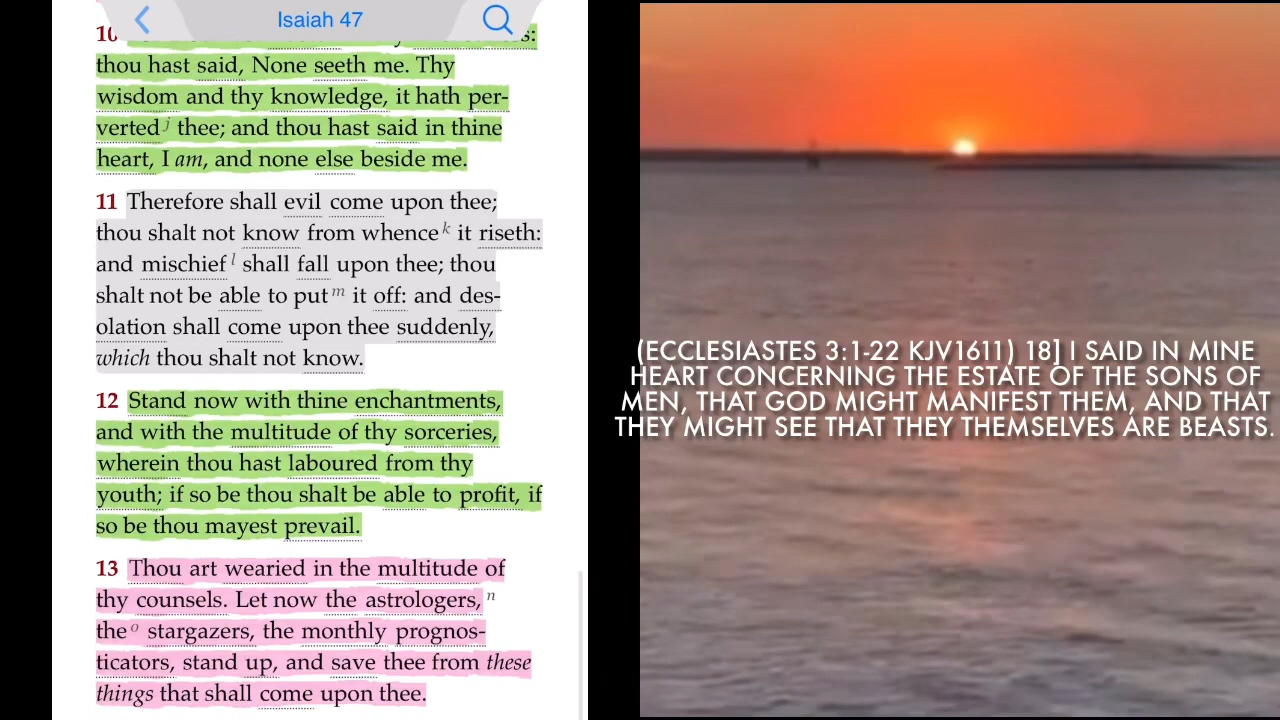 Isaiah 47
10
thou hast said, None seeth me. Thy
wisdom and thy knowledge, it hath per-
verted j thee; and thou hast said in thine
heart, I am, and none else beside me.
11 Therefore shall evil come upon thee;
thou shalt not know from whence k it riseth:
and mischief l shall fall upon thee; thou
shalt not be able to put m it off: and des-
olation shall come upon thee suddenly,
which thou shalt not know.
12 Stand now with thine enchantments,
and with the multitude of thy sorceries,
wherein thou hast laboured from thy
youth; if so be thou shalt be able to profit, if
so be thou mayest prevail.
13 Thou art wearied in the multitude of
thy counsels. Let now the astrologers, n
the o stargazers, the monthly prognos-
ticators, stand up, and save thee from these
things that shall come upon thee.
(ECCLESIASTES 3:1-22 KJV1611) 18] I SAID IN MINE
HEART CONCERNING THE ESTATE OF THE SONS OF
MEN, THAT GOD MIGHT MANIFEST THEM, AND THAT
THEY MIGHT SEE THAT THEY THEMSELVES ARE BEASTS.